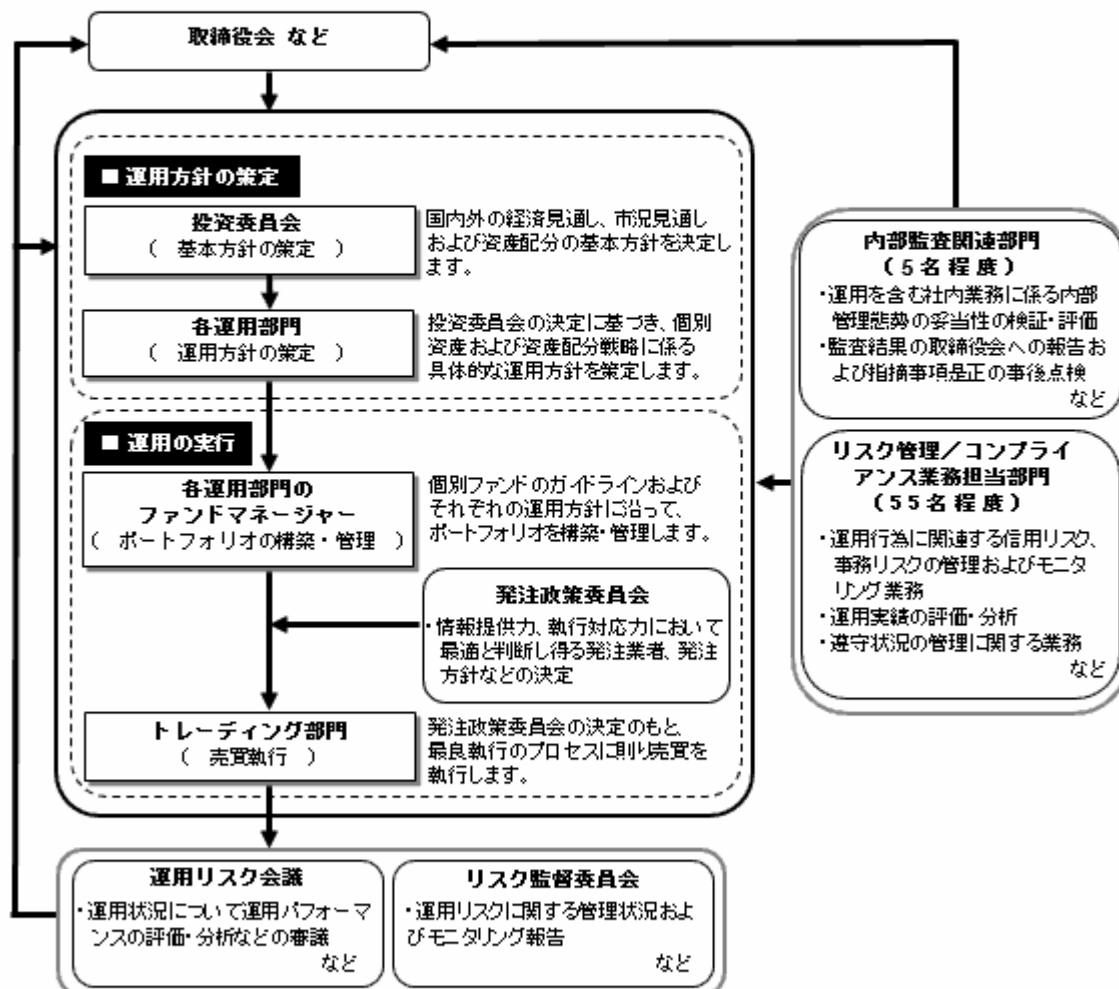 取締役会 など
■ 運用方針の策定
投資委員会
（ 基本方針の策定 ）
国内外の経済見通し、市況見通し
および資産配分の基本方針を決定し
ます。
各運用部門
（ 運用方針の策定 ）
投資委員会の決定に基づき、個別
資産および資産配分戦略に係る
具体的な運用方針を策定します。
■ 運用の実行
各運用部門の
ファンドマネージャー
（ ポートフォリオの構築・管理 ）
個別ファンドのガイドラインおよび
それぞれの運用方針に沿って、
ポートフォリオを構築・管理します。
発注政策委員会
・情報提供力、執行対応力において
最適と判断し得る発注業者、発注
方針などの決定
トレーディング部門
（ 売買執行 ）
発注政策委員会の決定のもと、
最良執行のプロセスに則り売買を
執行します。
運用リスク会議
・運用状況について運用パフォーマ
ンスの評価・分析などの審議
など
リスク監督委員会
・運用リスクに関する管理状況およ
びモニタリング報告
など
内部監査関連部門
（５名程度）
・運用を含む社内業務に係る内部
管理態勢の妥当性の検証・評価
・監査結果の取締役会への報告お
よび指摘事項是正の事後点検
など
リスク管理／コンプライ
アンス業務担当部門
（５５名程度）
・運用行為に関連する信用リスク、
事務リスクの管理およびモニタ
リング業務
・運用実績の評価・分析
・遵守状況の管理に関する業務
など